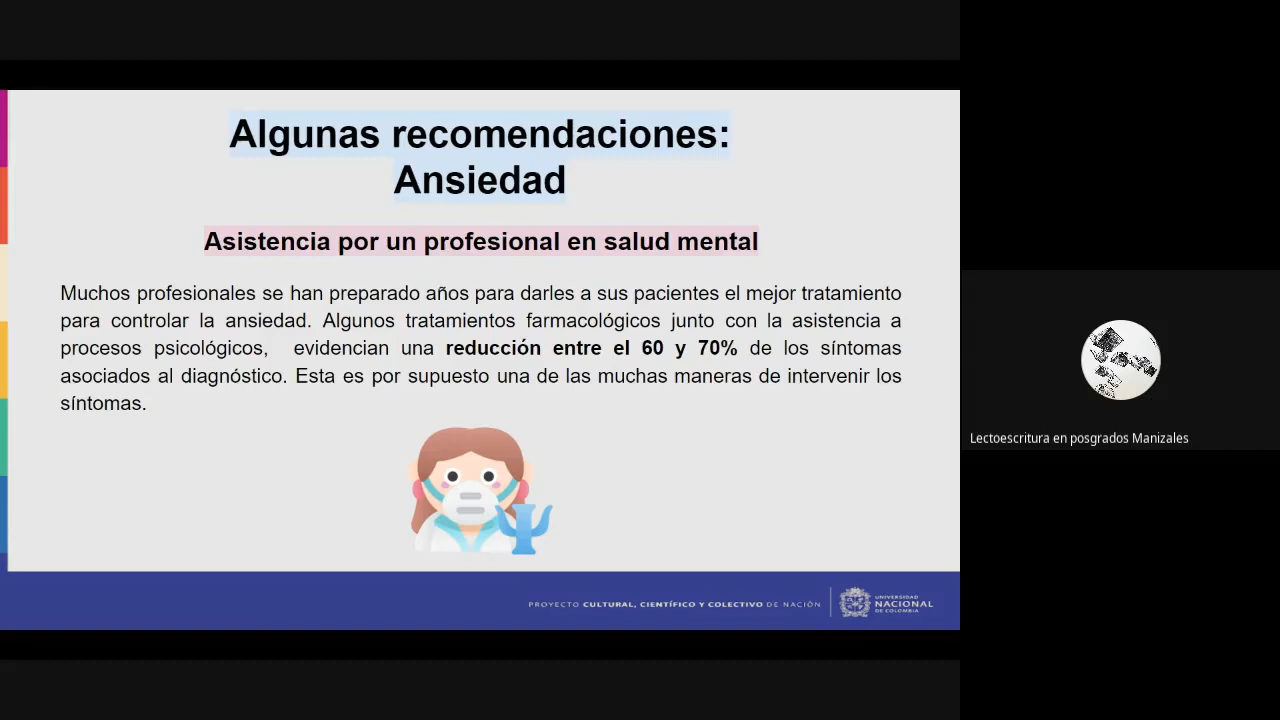 Algunas recomendaciones:
Ansiedad
Asistencia por un profesional en salud mental
Muchos profesionales se han preparado años para darles a sus pacientes el mejor tratamiento
para controlar la ansiedad. Algunos tratamientos farmacológicos junto con la asistencia a
procesos psicológicos, evidencian una reducción entre el 60 y 70% de los síntomas
asociados al diagnóstico. Esta es por supuesto una de las muchas maneras de intervenir los
síntomas.
PROYECTO CULTURAL, CIENTÍFICO Y COLECTIVO DE NACIÓN
UNIVERSIDAD
NACIONAL
DE COLOMBIA
Lectoescritura en posgrados Manizales